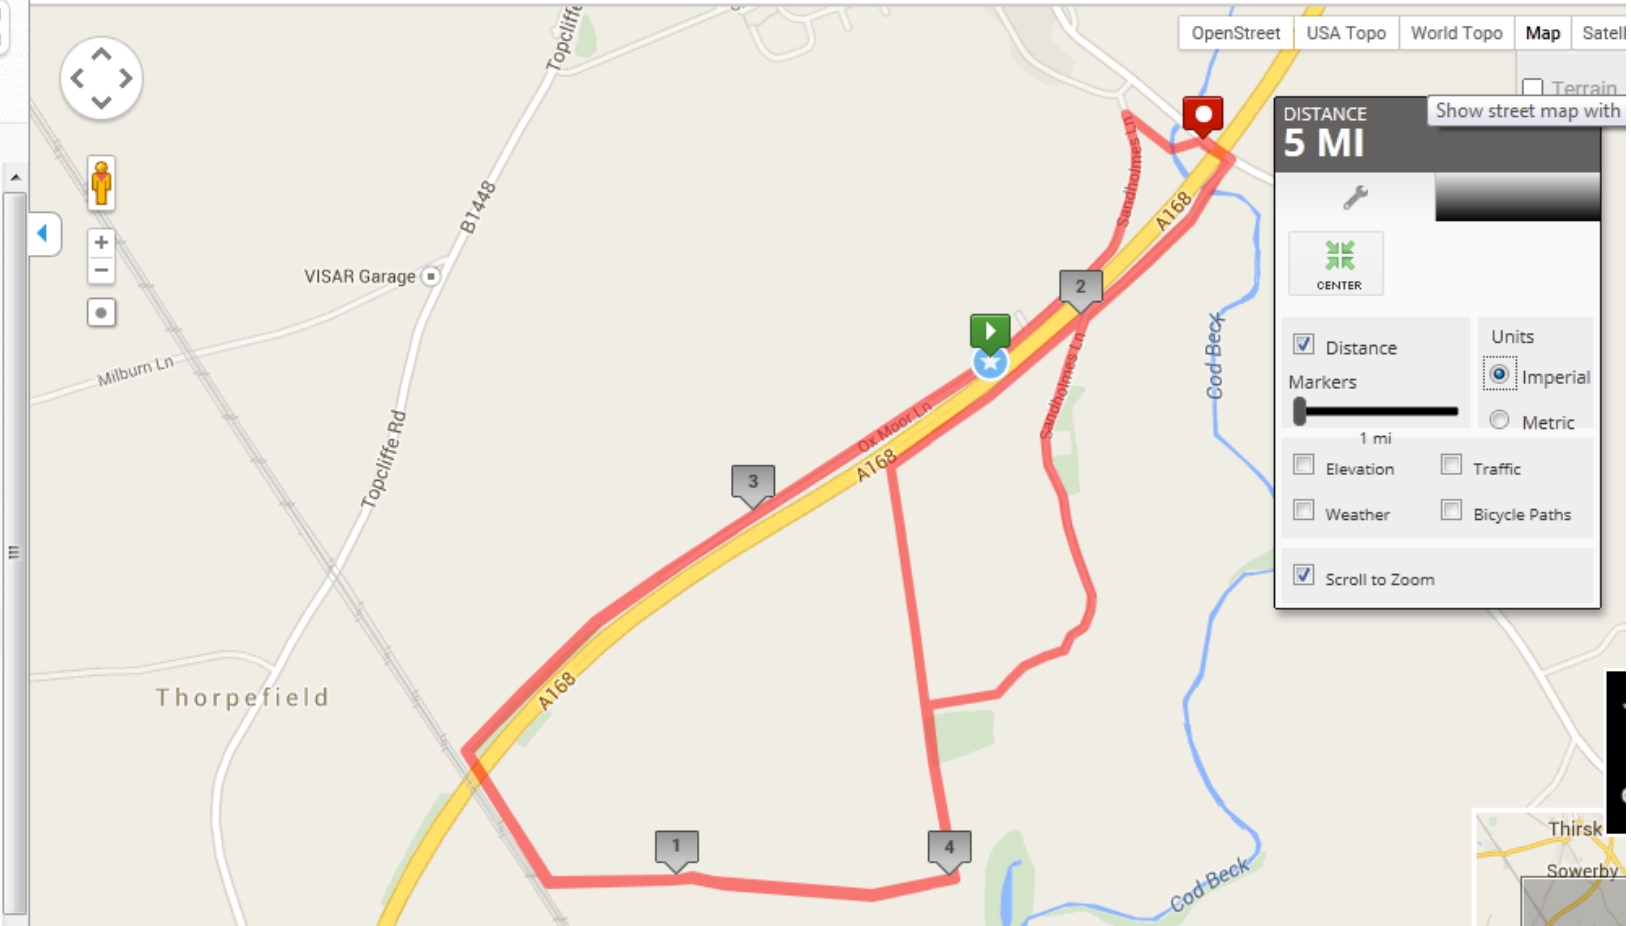 OpenStreet
USA Topo
World Topo
Map
Terrain
Show street map with
DISTANCE
5 MI
CENTER
Distance
Markers
1 mi
Units
Imperial
Metric
Elevation
Traffic
Weather
Bicycle Paths
Scroll to Zoom
B1448
VISAR Garage
Milburn Ln
Topcliffe Rd
Thorpefield
A168
A168
A168
Ox Moor Ln
Sandholmes Ln
Sandholmes Ln
Cod Beck
Cod Beck
1
2
3
4
Thirsk
Sowerby